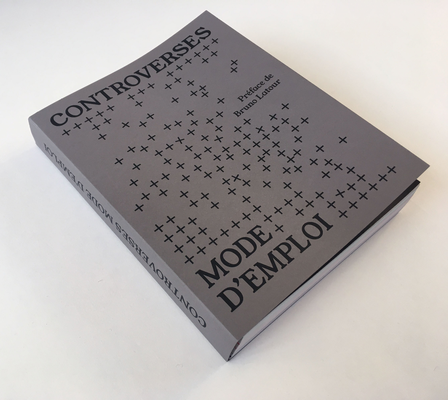 CONTROVERSES
Préface de
Bruno Latour
MODE
D'EMPLOI
CONTROVERSES MODE D'EMPLOI